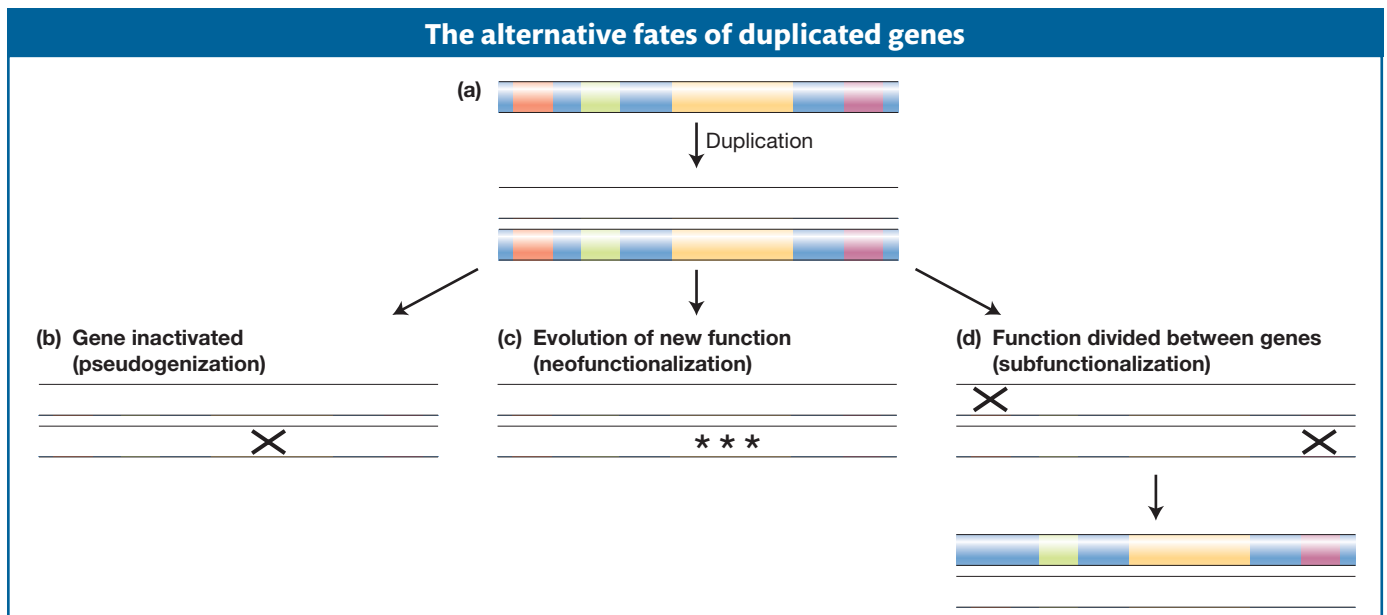 The alternative fates of duplicated genes
(a)
Duplication
(b) Gene inactivated
(pseudogenization)
(c) Evolution of new function
(neofunctionalization)
(d) Function divided between genes
(subfunctionalization)
* * *